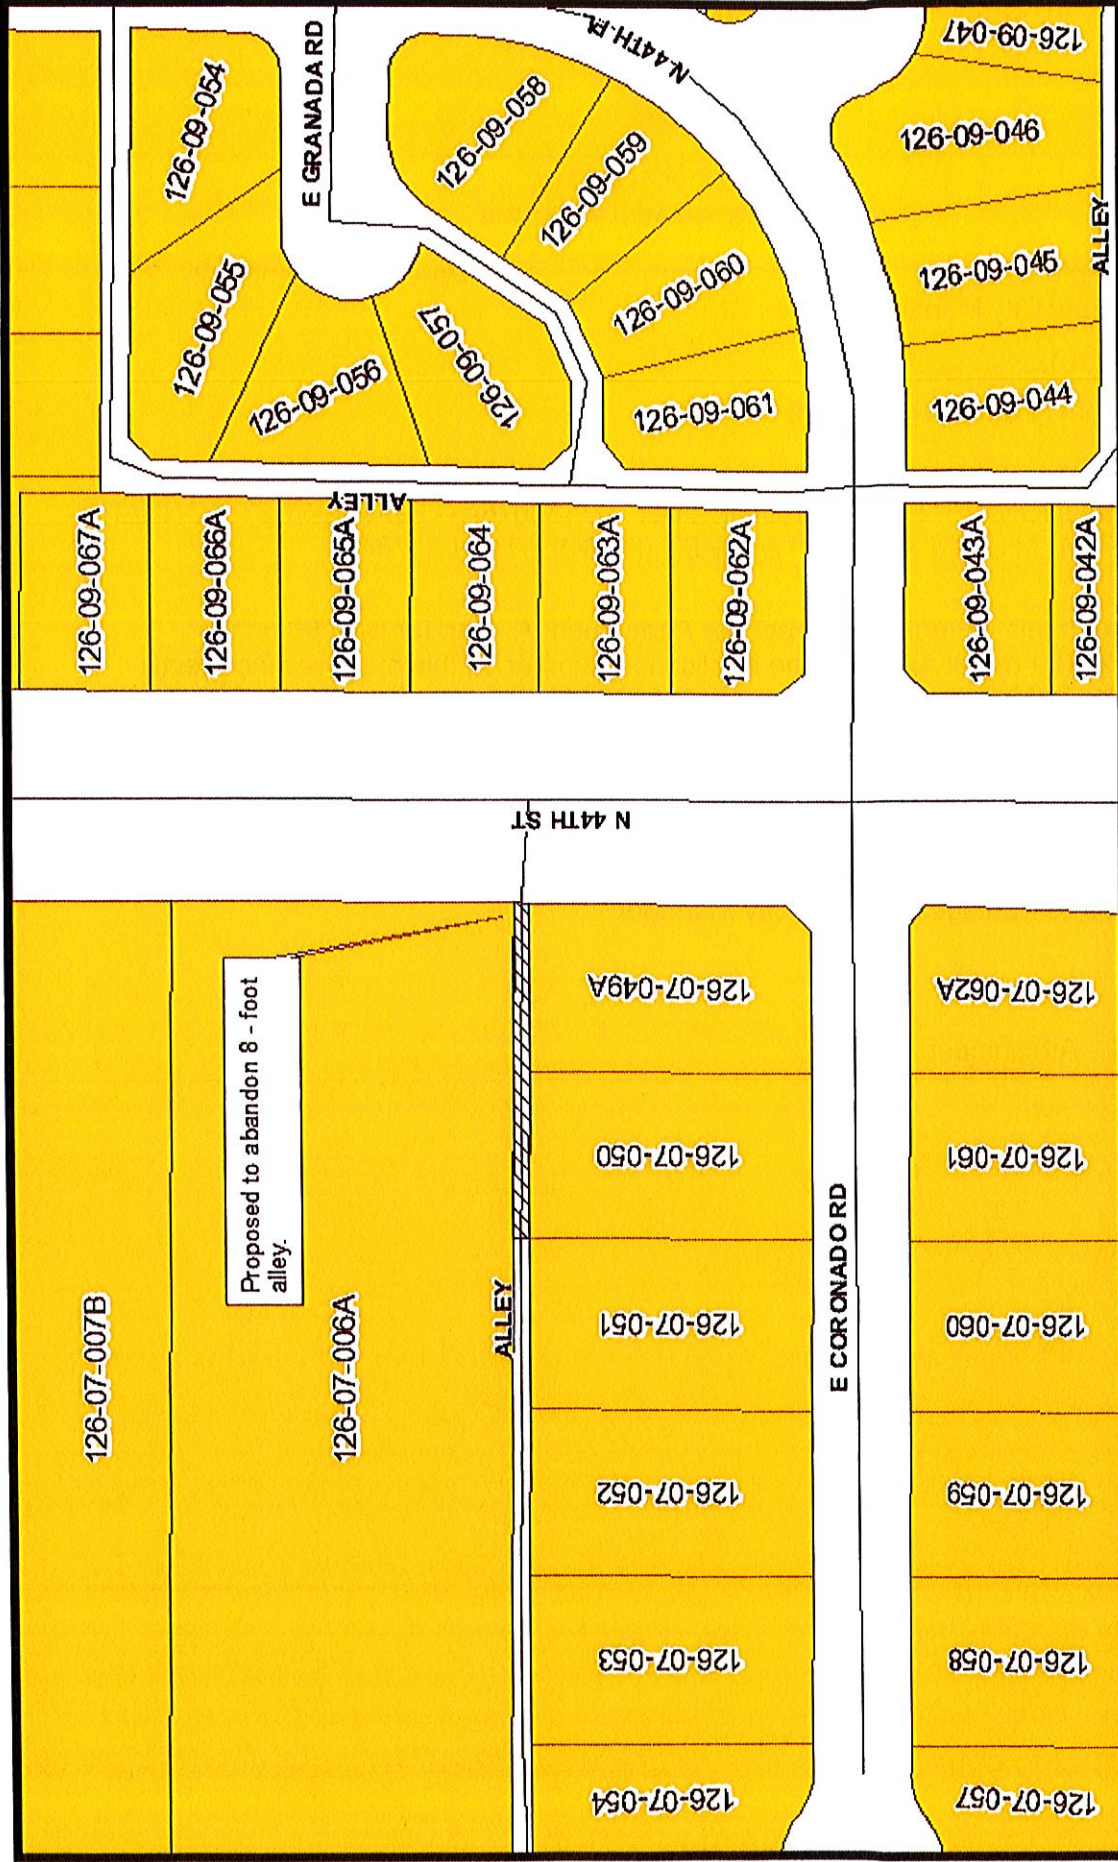 126-07-007B
126-07-006A
Proposed to abandon 8 - foot
alley.
ALLEY
126-07-054
126-07-053
126-07-052
126-07-051
126-07-050
126-07-049A
E CORONADO RD
126-07-057
126-07-058
126-07-059
126-07-060
126-07-061
126-07-062A
N 44TH ST
126-09-067A
126-09-066A
126-09-065A
126-09-064
126-09-063A
126-09-062A
126-09-043A
126-09-042A
ALLEY
126-09-054
126-09-055
126-09-056
126-09-057
E GRANADA RD
126-09-058
126-09-059
126-09-060
126-09-061
N 44TH PL
126-09-044
126-09-045
126-09-046
126-09-047
ALLEY